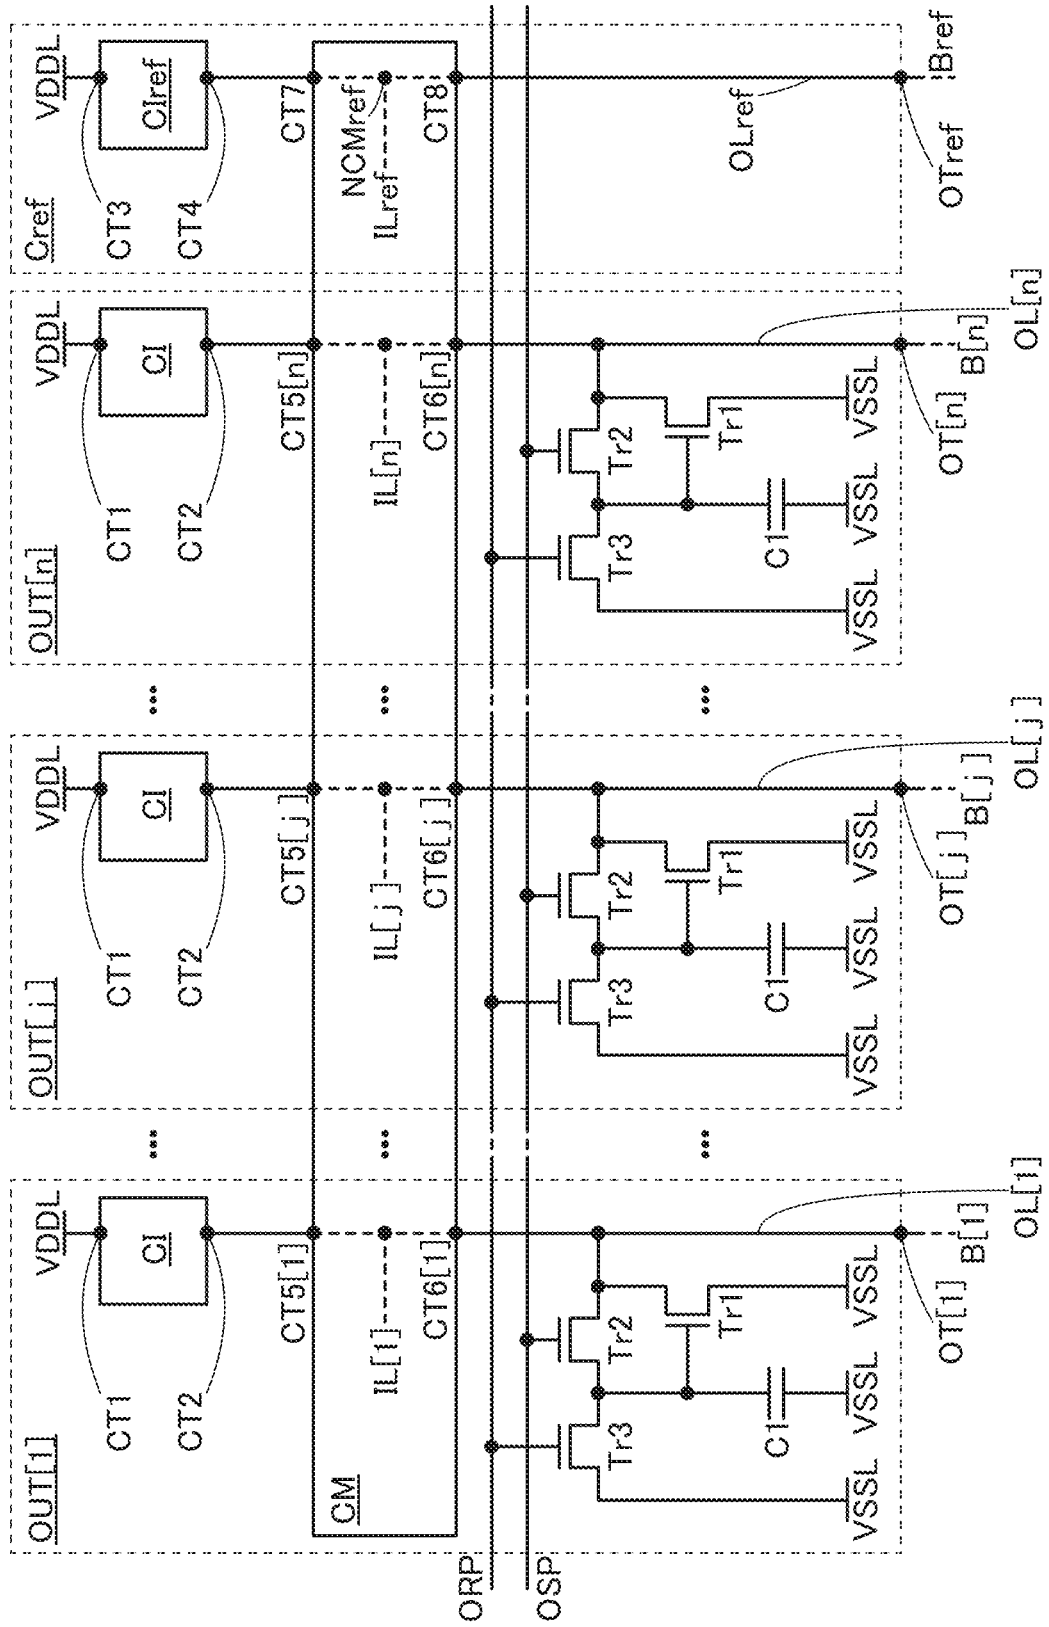 OUT[1]
VDDL
CI
CT1
CT2
CT5[1]
CM
IL[1]
CT6[1]
ORP
OSP
Tr3
Tr2
Tr1
C1
VSSL
VSSL
VSSL
OT[1]
B[1]
OL[1]
OUT[j]
VDDL
CI
CT1
CT2
CT5[j]
IL[j]
CT6[j]
Tr3
Tr2
Tr1
C1
VSSL
VSSL
VSSL
OT[j]
B[j]
OL[j]
OUT[n]
VDDL
CI
CT1
CT2
CT5[n]
IL[n]
CT6[n]
Tr3
Tr2
Tr1
C1
VSSL
VSSL
VSSL
OT[n]
B[n]
OL[n]
Cref
VDDL
CIref
CT3
CT4
CT7
NCMref
ILref
CT8
OLref
OTref
Bref